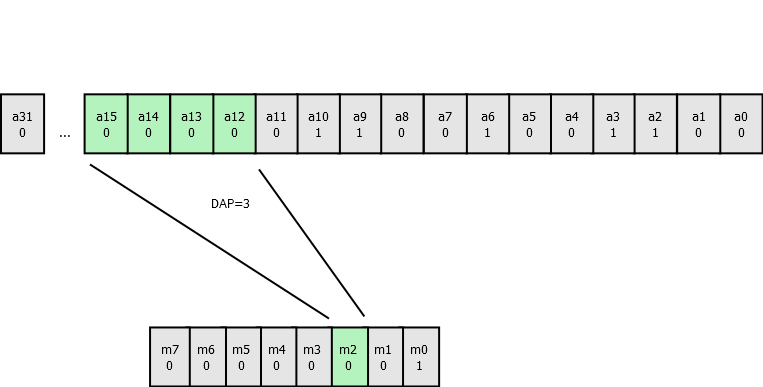 a31 a15 a14 a13 a12 a11 a10 a9 a8 a7 a6 a5 a4 a3 a2 a1 a0
0 ... 0 0 0 0 0 1 1 0 0 1 0 0 1 1 0 0
DAP=3
m7 m6 m5 m4 m3 m2 m1 m0
0 0 0 0 0 0 0 1